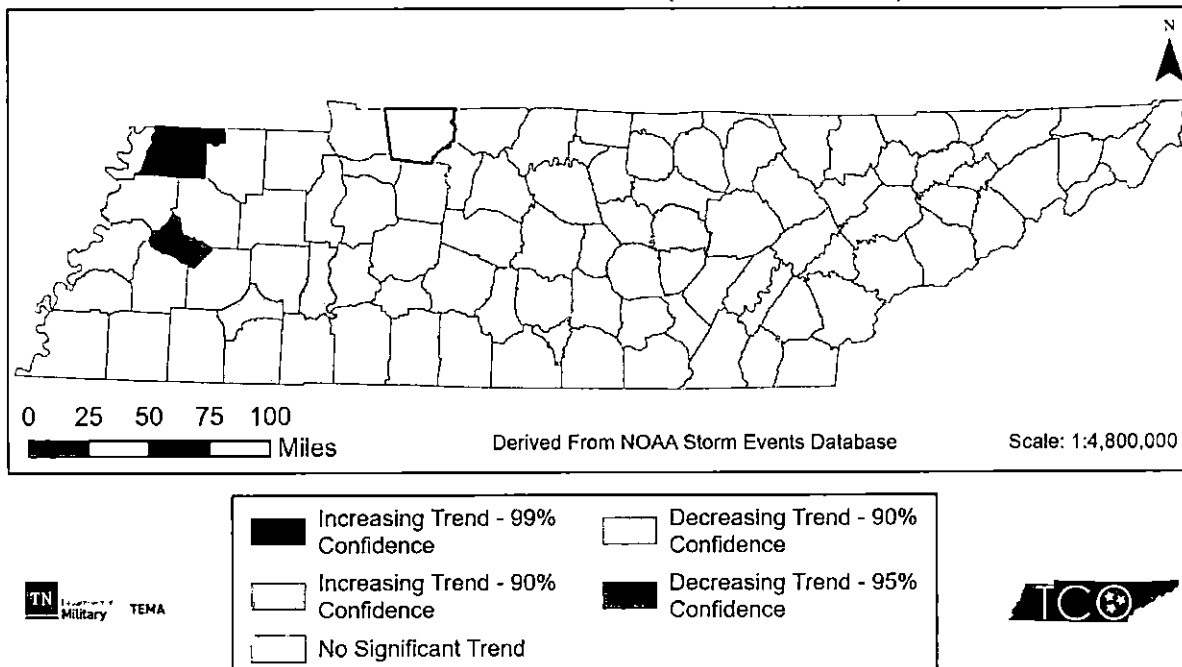 N
0 25 50 75 100
Miles
Derived From NOAA Storm Events Database
Scale: 1:4,800,000
Increasing Trend - 99%
Confidence
Decreasing Trend - 90%
Confidence
Increasing Trend - 90%
Confidence
Decreasing Trend - 95%
Confidence
No Significant Trend
TN
Military
TEMA
TCO